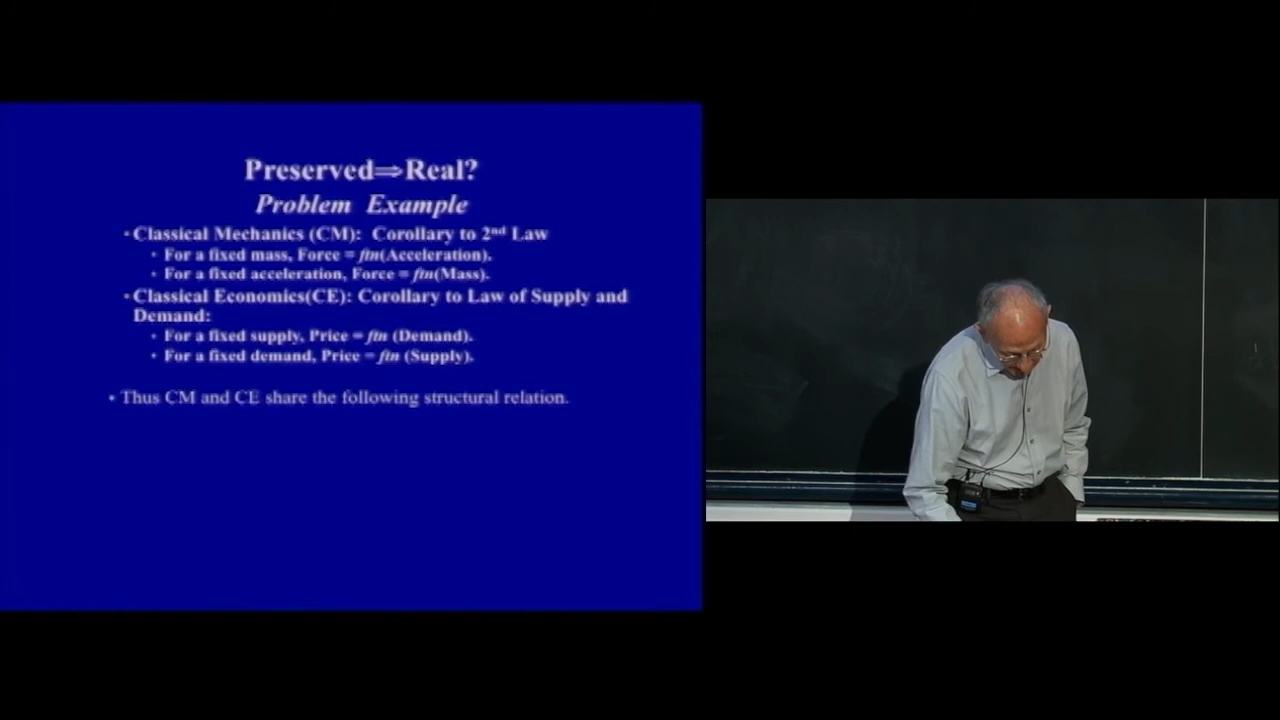 Preserved⇒Real?
Problem Example
• Classical Mechanics (CM): Corollary to 2nd Law
• For a fixed mass, Force = ftn(Acceleration).
• For a fixed acceleration, Force = ftn(Mass).
• Classical Economics(CE): Corollary to Law of Supply and
Demand:
• For a fixed supply, Price = ftn (Demand).
• For a fixed demand, Price = ftn (Supply).
• Thus CM and CE share the following structural relation.